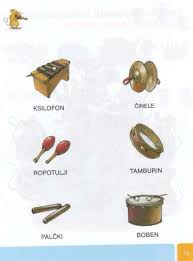 KSILOFON
ČINELE
ROPOTULJI
TAMBURIN
PALČKI
BOBEN